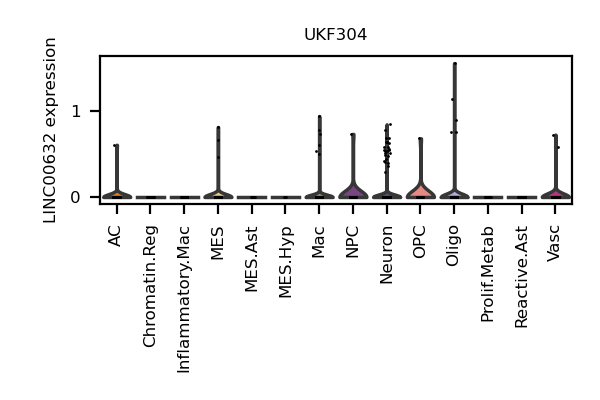 UKF304
LINC00632 expression
1
0
AC
Chromatin.Reg
Inflammatory.Mac
MES
MES.Ast
MES.Hyp
Mac
NPC
Neuron
OPC
Oligo
Prolif.Metab
Reactive.Ast
Vasc